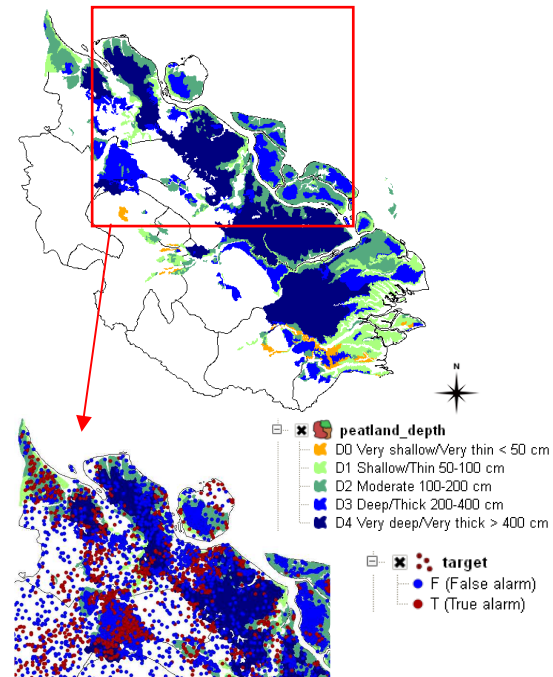 N
peatland_depth
D0 Very shallow/Very thin < 50 cm
D1 Shallow/Thin 50-100 cm
D2 Moderate 100-200 cm
D3 Deep/Thick 200-400 cm
D4 Very deep/Very thick > 400 cm
target
F (False alarm)
T (True alarm)